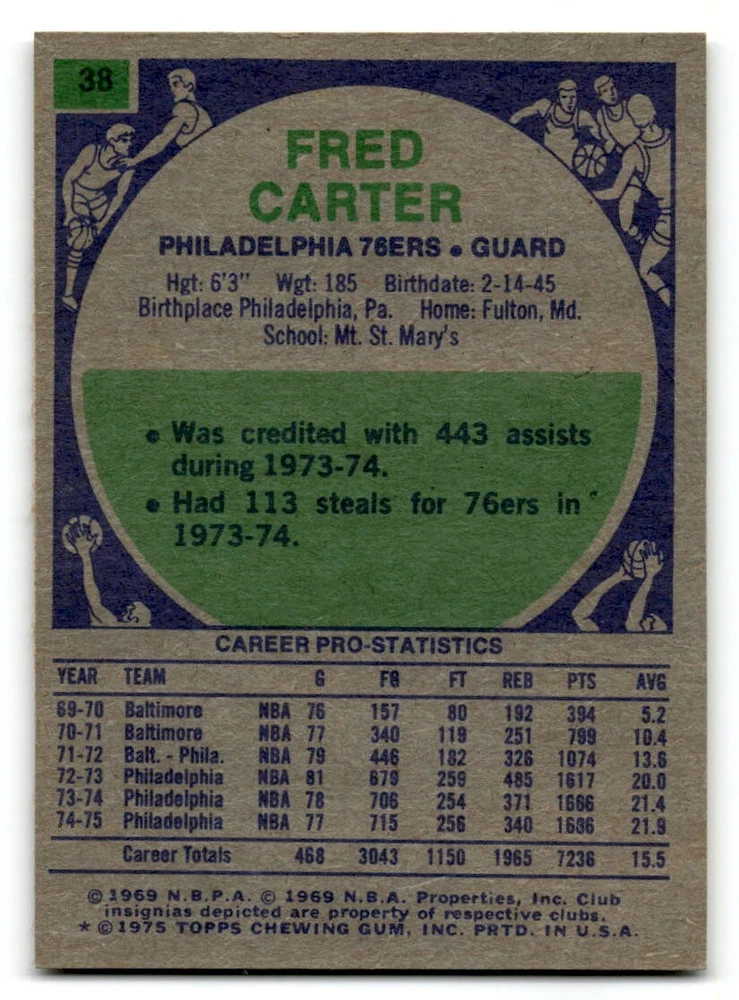 38
FRED
CARTER
PHILADELPHIA 76ERS • GUARD
Hgt: 6'3" Wgt: 185 Birthdate: 2-14-45
Birthplace Philadelphia, Pa. Home: Fulton, Md.
School: Mt. St. Mary's
• Was credited with 443 assists
during 1973-74.
• Had 113 steals for 76ers in
1973-74.
CAREER PRO-STATISTICS
YEAR TEAM G FG FT REB PTS AVG
69-70 Baltimore NBA 76 157 80 192 394 5.2
70-71 Baltimore NBA 77 340 119 251 799 10.4
71-72 Balt. - Phila. NBA 79 446 182 326 1074 13.6
72-73 Philadelphia NBA 81 679 259 485 1617 20.0
73-74 Philadelphia NBA 78 706 254 371 1666 21.4
74-75 Philadelphia NBA 77 715 256 340 1686 21.9
Career Totals 468 3043 1150 1965 7236 15.5
© 1969 N.B.P.A. © 1969 N.B.A. Properties, Inc. Club
insignias depicted are property of respective clubs.
* © 1975 TOPPS CHEWING GUM, INC. PRTD. IN U.S.A.